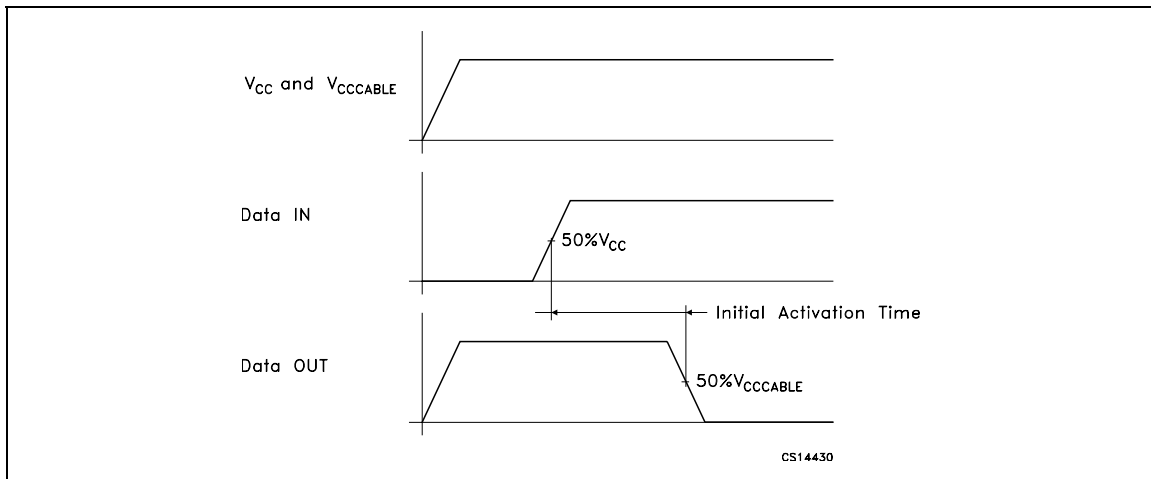 VCC and VCCCABLE
Data IN
50%VCC
Initial Activation Time
Data OUT
50%VCCCABLE
CS14430